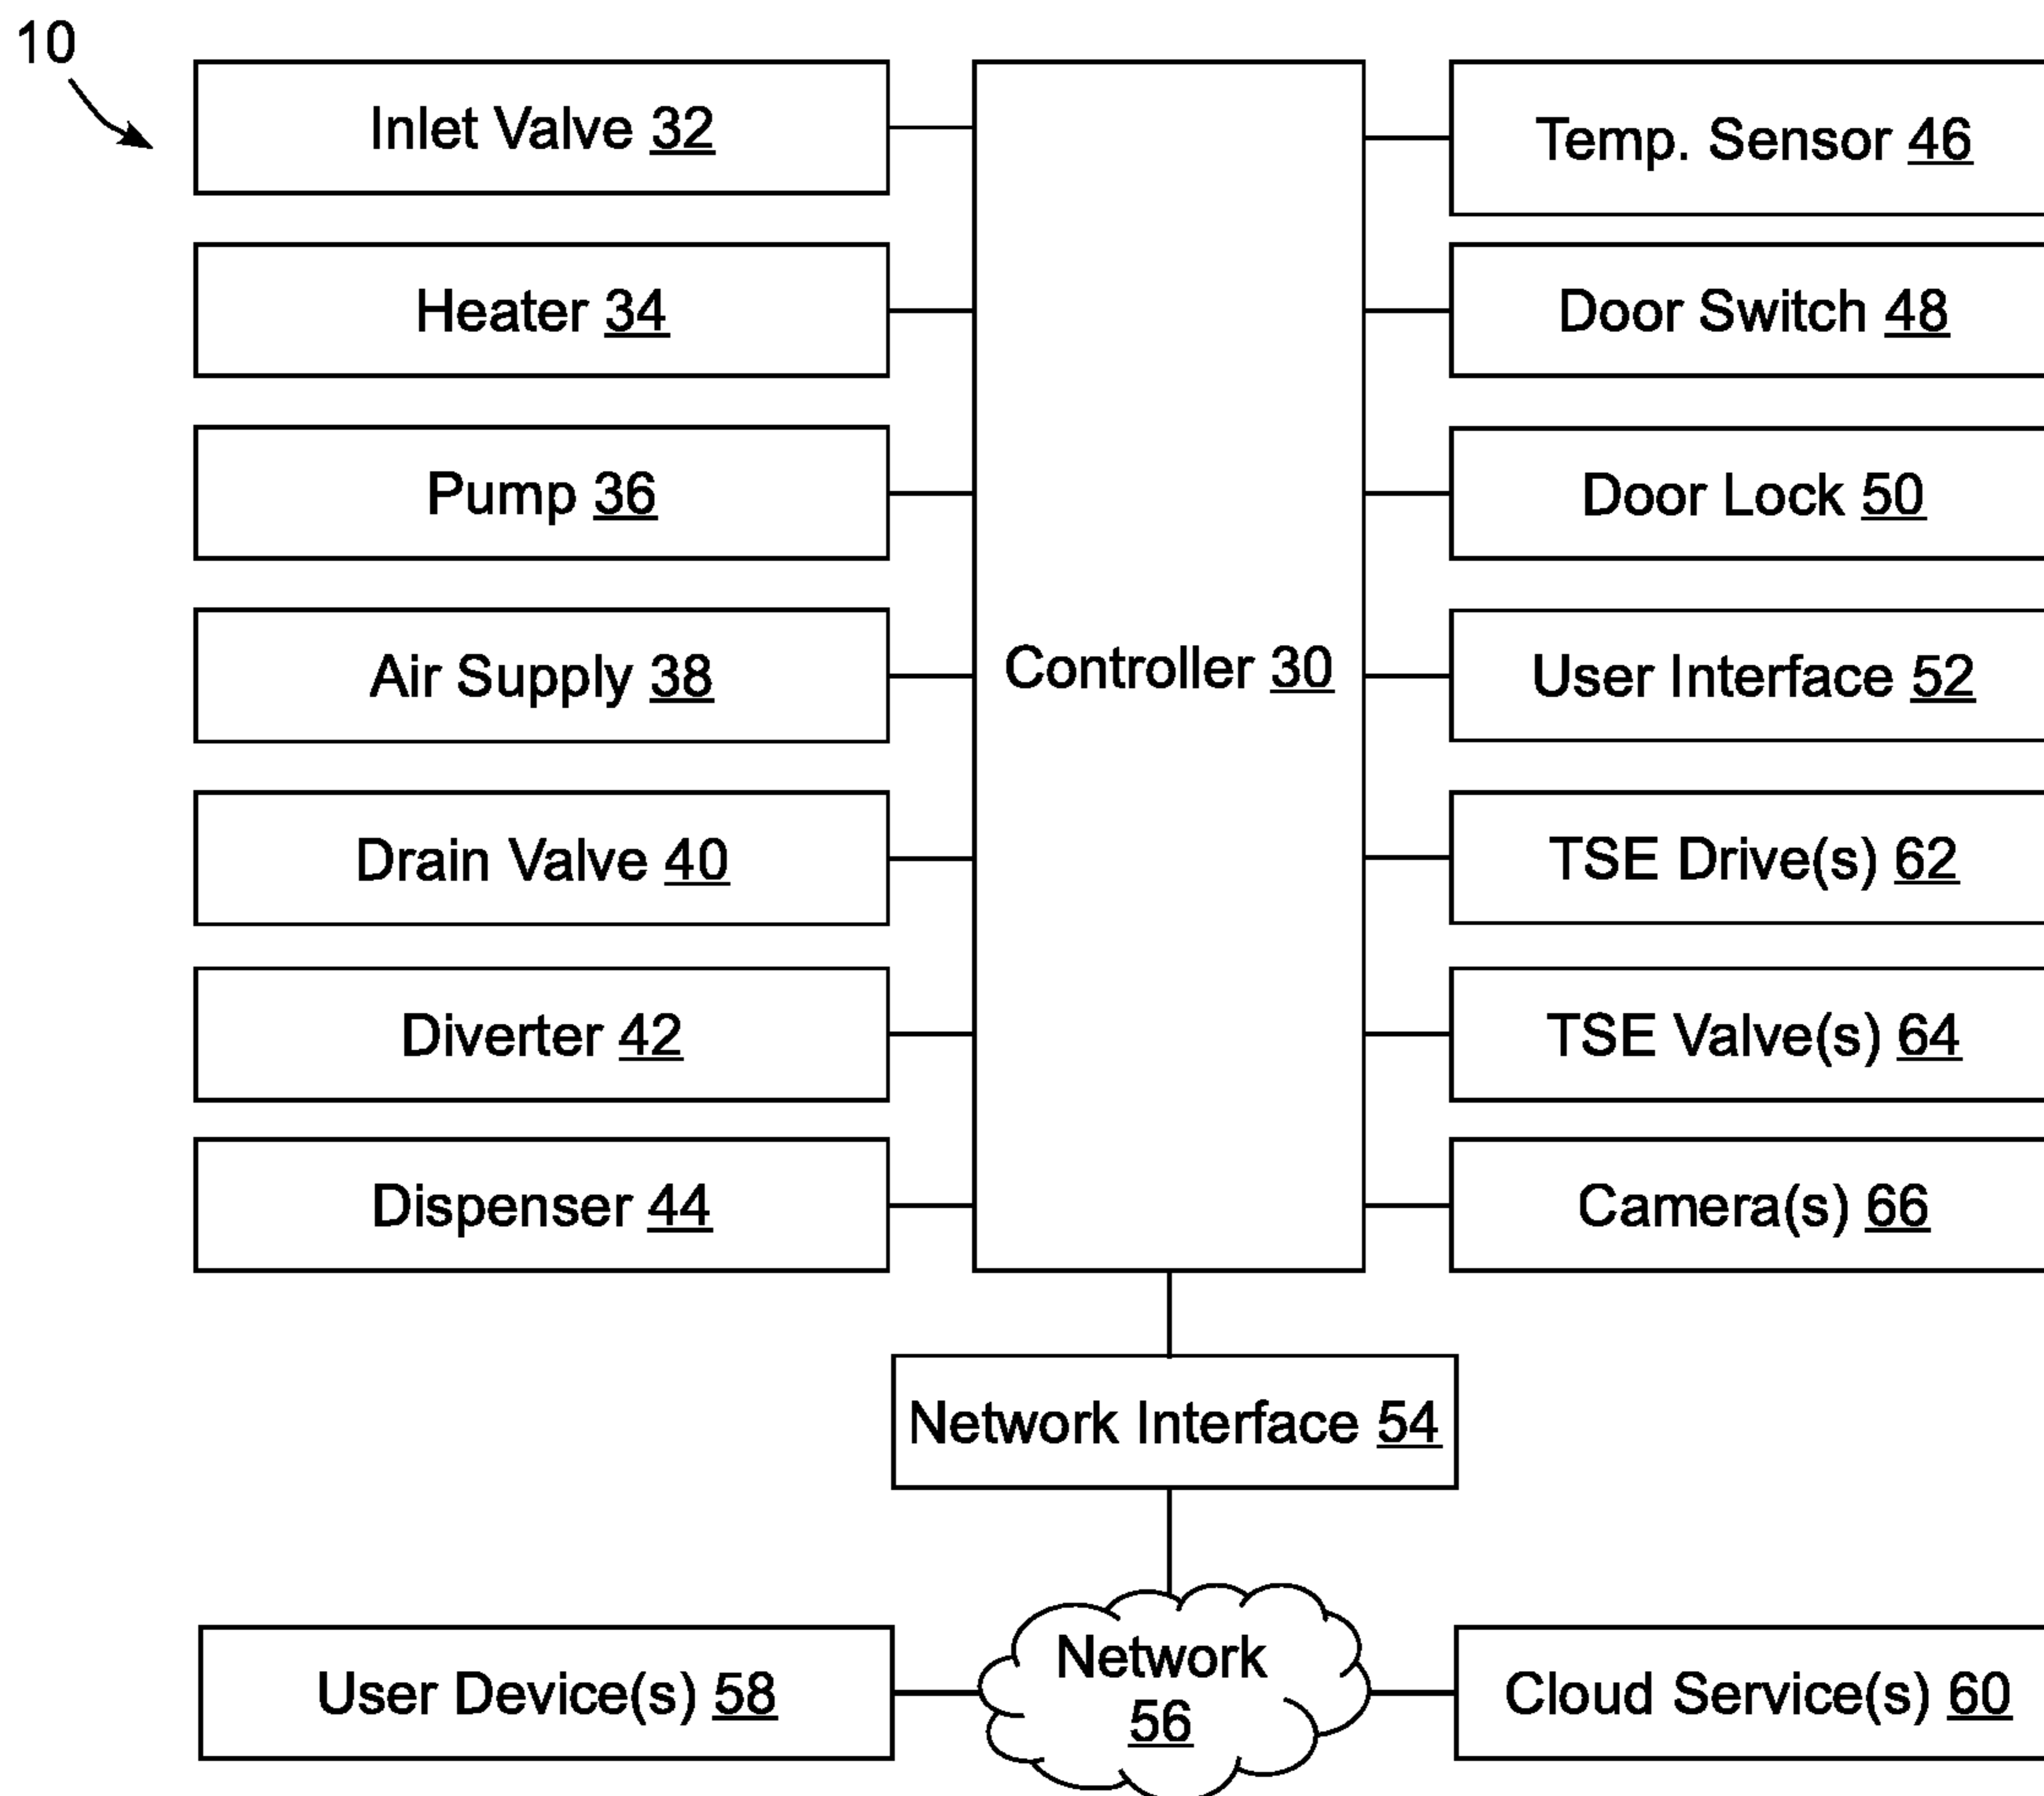 10
Inlet Valve 32
Heater 34
Pump 36
Air Supply 38
Drain Valve 40
Diverter 42
Dispenser 44
Controller 30
Temp. Sensor 46
Door Switch 48
Door Lock 50
User Interface 52
TSE Drive(s) 62
TSE Valve(s) 64
Camera(s) 66
Network Interface 54
User Device(s) 58
Network
56
Cloud Service(s) 60